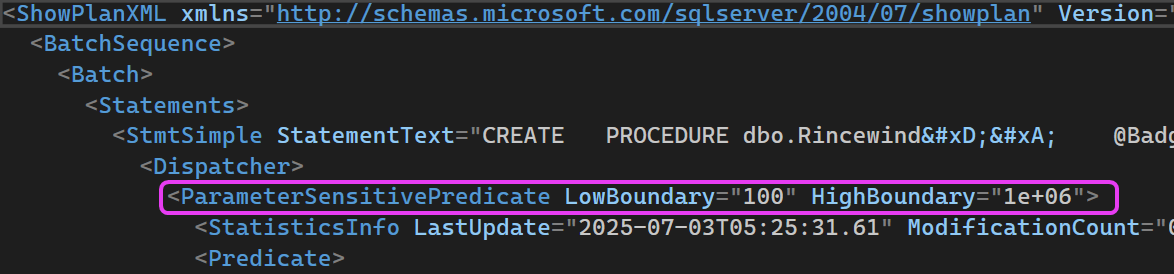 <ShowPlanXML xmlns="http://schemas.microsoft.com/sqlserver/2004/07/showplan" Version="
<BatchSequence>
<Batch>
<Statements>
<StmtSimple StatementText="CREATE   PROCEDURE dbo.Rincewind&#xD;&#xA;    @Badg
<Dispatcher>
<ParameterSensitivePredicate LowBoundary="100" HighBoundary="1e+06">
<StatisticsInfo LastUpdate="2025-07-03T05:25:31.61" ModificationCount="0
<Predicate>